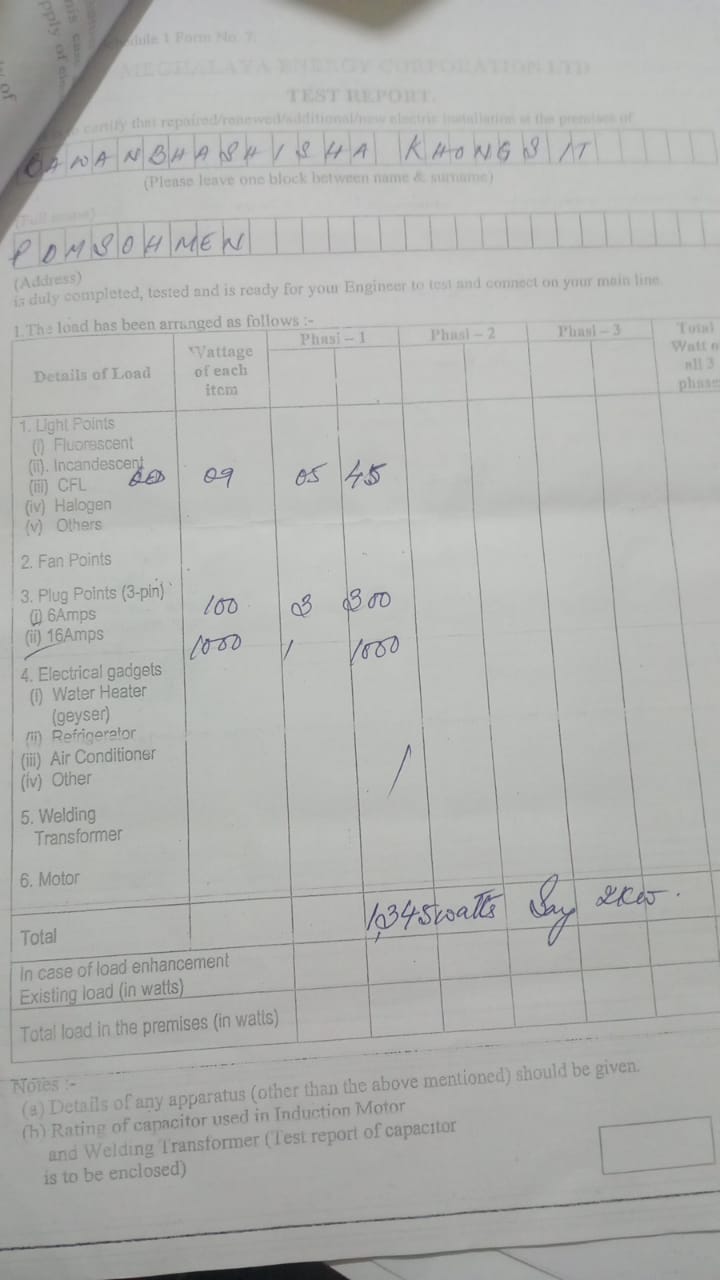 Schedule 1 Form No. 7
MEGHALAYA ENERGY CORPORATION LTD
TEST REPORT.
certify that repaired/renewed/additional/new electric installation at the premises of
BANANBHASHISHA KHONGSIT
(Please leave one block between name & surname)
(Full name)
POMSOHMEN
(Address)
is duly completed, tested and is ready for your Engineer to test and connect on your main line.
1. The load has been arranged as follows :-
Details of Load Wattage of each item Phasi – 1 Phasl – 2 Phasl – 3 Total Watt all 3 phase
1. Light Points
(i) Fluorescent
(ii). Incandescent
(iii) CFL LED 09 05 45
(iv) Halogen
(v) Others
2. Fan Points
3. Plug Points (3-pin)
(i) 6Amps 100 3 300
(ii) 16Amps 1000 1 1000
4. Electrical gadgets
(i) Water Heater
(geyser)
(ii) Refrigerator
(iii) Air Conditioner
(iv) Other
5. Welding
Transformer
6. Motor
Total 1,345watts Say 2KW.
In case of load enhancement
Existing load (in watts)
Total load in the premises (in watts)
Notes :-
(a) Details of any apparatus (other than the above mentioned) should be given.
(b) Rating of capacitor used in Induction Motor
and Welding Transformer (Test report of capacitor
is to be enclosed)